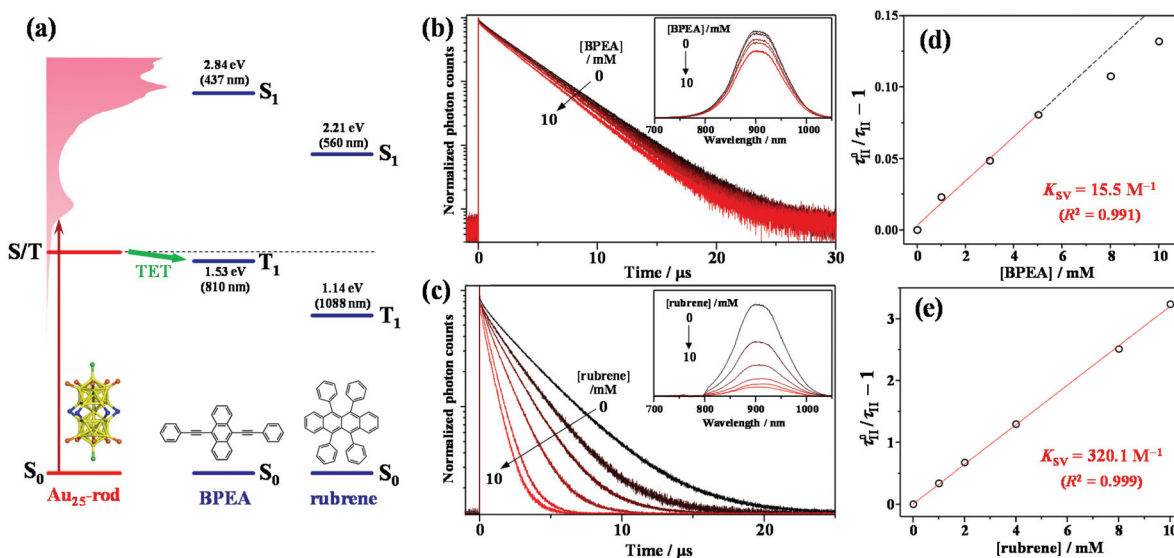 (a)
2.84 eV
(437 nm)
S₁
2.21 eV
(560 nm)
S₁
S/T
TET
T₁
1.53 eV
(810 nm)
1.14 eV
(1088 nm)
T₁
S₀
S₀
S₀
Au₂₅-rod
BPEA
rubrene
(b)
Normalized photon counts
[BPEA]
/ mM
0
10
[BPEA] / mM
0
10
700 800 900 1000
Wavelength / nm
0 10 20 30
Time / µs
(c)
Normalized photon counts
[rubrene]
/mM
0
10
[rubrene] / mM
0
10
700 800 900 1000
Wavelength / nm
0 10 20
Time / µs
(d)
τ⁰_II/τ_II − 1
0.15
0.10
0.05
0.00
K_SV = 15.5 M⁻¹
(R² = 0.991)
0 2 4 6 8 10
[BPEA] / mM
(e)
τ⁰_II/τ_II − 1
3
2
1
0
K_SV = 320.1 M⁻¹
(R² = 0.999)
0 2 4 6 8 10
[rubrene] / mM